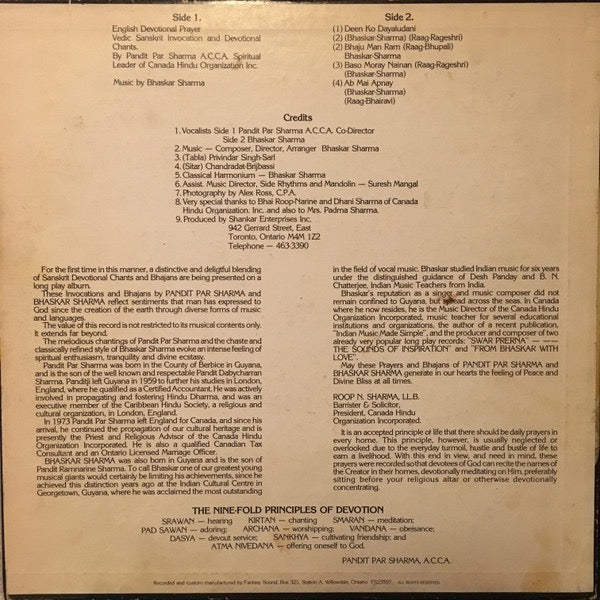 Side 1.
English Devotional Prayer
Vedic Sanskrit Invocation and Devotional
Chants.
By Pandit Par Sharma A.C.C.A. Spiritual
Leader of Canada Hindu Organization Inc.
Music by Bhaskar Sharma
Side 2.
(1) Deen Ko Dayaludani
(2) (Bhaskar-Sharma) (Raag-Rageshri)
(2) Bhaju Man Ram (Raag-Bhupali)
Bhaskar-Sharma
(3) Baso Moray Nainan (Raag-Rageshri)
(Bhaskar-Sharma)
(4) Ab Mai Apnay
(Bhaskar-Sharma)
(Raag-Bhairavi)
Credits
1. Vocalists Side 1 Pandit Par Sharma A.C.C.A. Co-Director
Side 2 Bhaskar Sharma
2. Music — Composer, Director, Arranger Bhaskar Sharma
3. (Tabla) Privindar Singh-Sarl
4. (Sitar) Chandradat-Brijbassi
5. Classical Harmonium — Bhaskar Sharma
6. Assist. Music Director, Side Rhythms and Mandolin — Suresh Mangal
7. Photography by Alex Ross, C.P.A.
8. Very special thanks to Bhai Roop-Narine and Dhani Sharma of Canada
Hindu Organization. Inc. and also to Mrs. Padma Sharma.
9. Produced by Shankar Enterprises Inc.
942 Gerrard Street, East
Toronto, Ontario M4M 1Z2
Telephone — 463-3390
For the first time in this manner, a distinctive and deligtful blending
of Sanskrit Devotional. Chants and Bhajans are being presented on a
long play album.
These Invocations and Bhajans by PANDIT PAR SHARMA and
BHASKAR SHARMA reflect sentiments that man has expressed to
God since the creation of the earth through diverse forms of music
and languages.
The value of this record is not restricted to its musical contents only.
It extends far beyond.
The melodious chantings of Pandit Par Sharma and the chaste and
classically refined style of Bhaskar Sharma evoke an intense feeling of
spiritual enthusiasm, tranquility and divine ecstasy.
Pandit Par Sharma was born in the County of Berbice in Guyana,
and is the son of the well known and respectable Pandit Dabycharran
Sharma. Panditji left Guyana in 1959 to further his studies in London,
England, where he qualified as a Certified Accountant. He was actively
involved in propagating and fostering Hindu Dharma, and was an
executive member of the Caribbean Hindu Society, a religious and
cultural organization, in London, England.
In 1973 Pandit Par Sharma left England for Canada, and since his
arrival, he continued the propagation of our cultural heritage and is
presently the Priest and Religious Advisor of the Canada Hindu
Organization Incorporated. He is also a qualified Canadian Tax
Consultant and an Ontario Licensed Marriage Officer.
BHASKAR SHARMA was also born in Guyana and is the son of
Pandit Ramnarine Sharma. To call Bhaskar one of our greatest young
musical giants would certainly be limiting his achievements, since he
achieved this distinction years ago at the Indian Cultural Centre in
Georgetown, Guyana, where he was acclaimed the most outstanding
in the field of vocal music. Bhaskar studied Indian music for six years
under the distinguished guidance of Desh Panday and B. N.
Chatterjee, Indian Music Teachers from India.
Bhaskar's reputation as a singer and music composer did not
remain confined to Guyana, but spread across the seas. In Canada
where he now resides, he is the Music Director of the Canada Hindu
Organization Incorporated, music teacher for several educational
institutions and organizations, the author of a recent publication,
"Indian Music Made Simple", and the producer and composer of two
already very popular long play records: "SWAR PRERNA" — ——
THE SOUNDS OF INSPIRATION" and "FROM BHASKAR WITH
LOVE".
May these Prayers and Bhajans of PANDIT PAR SHARMA and
BHASKAR SHARMA generate in our hearts the feeling of Peace and
Divine Bliss at all times.
ROOP N. SHARMA, LL.B.
Barrister & Solicitor,
President, Canada Hindu
Organization Incorporated.
It is an accepted principle of life that there should be daily prayers in
every home. This principle, however, is usually neglected or
overlooked due to the everyday turmoil, hustle and bustle of life to
earn a livelihood. With this end in view, and need in mind, these
prayers were recorded so that devotees of God can recite the names of
the Creator in their homes, devotionally meditating on Him, preferably
sitting before your religious altar or otherwise devotionally
concentrating.
THE NINE-FOLD PRINCIPLES OF DEVOTION
SRAWAN — hearing KIRTAN — chanting SMARAN — meditation;
PAD SAWAN — adoring; ARCHANA — worshipping; VANDANA — obeisance;
DASYA — devout service; SANKHYA — cultivating friendship; and
ATMA NIVEDANA — offering oneself to God.
PANDIT PAR SHARMA, A.C.C.A.
Recorded and custom manufactured by Fantasy Sound, Box 321, Station A, Willowdale, Ontario FS23597 ALL RIGHTS RESERVED